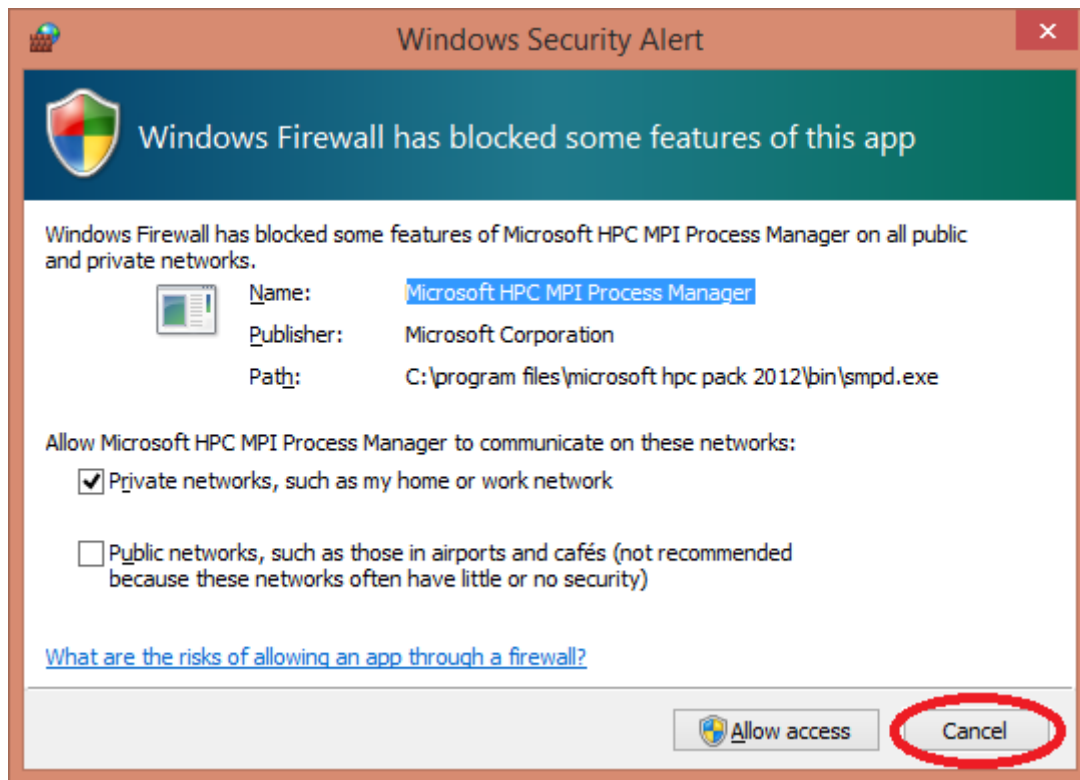 Windows Security Alert
Windows Firewall has blocked some features of this app
Windows Firewall has blocked some features of Microsoft HPC MPI Process Manager on all public
and private networks.
Name: Microsoft HPC MPI Process Manager
Publisher: Microsoft Corporation
Path: C:\program files\microsoft hpc pack 2012\bin\smpd.exe
Allow Microsoft HPC MPI Process Manager to communicate on these networks:
Private networks, such as my home or work network
Public networks, such as those in airports and cafés (not recommended
because these networks often have little or no security)
What are the risks of allowing an app through a firewall?
Allow access Cancel